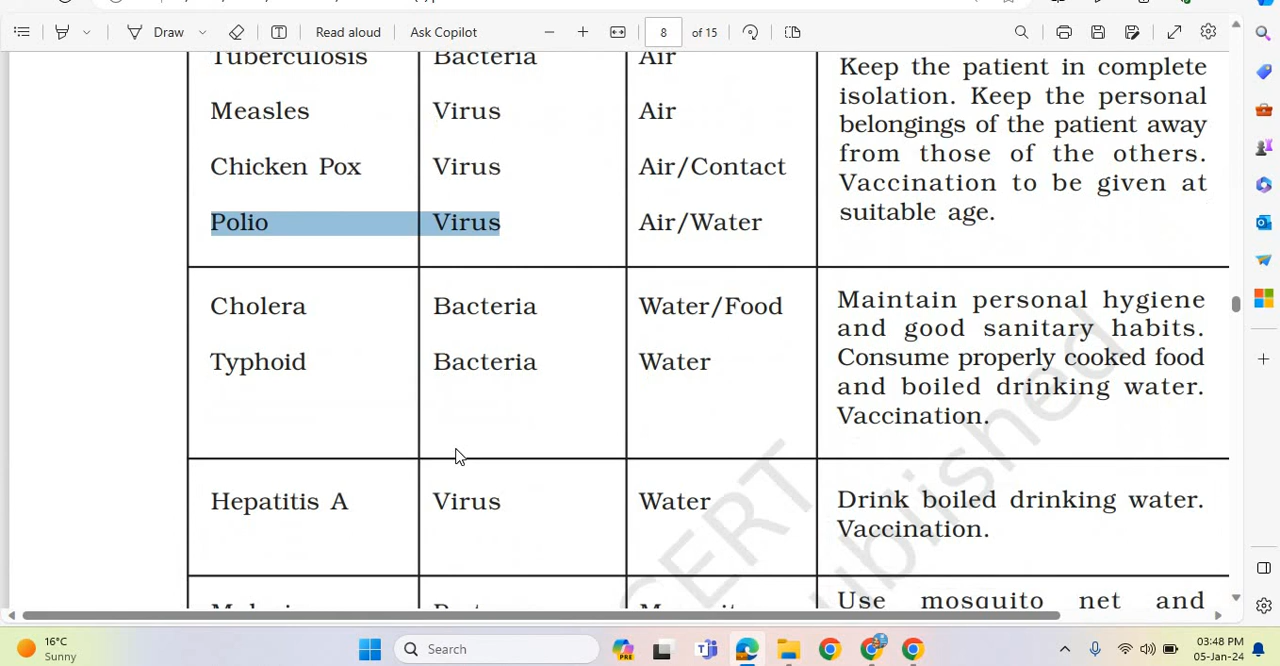 Draw
Read aloud
Ask Copilot
8
of 15
Tuberculosis Bacteria Air
Keep the patient in complete
isolation. Keep the personal
belongings of the patient away
from those of the others.
Vaccination to be given at
suitable age.
Measles Virus Air
Chicken Pox Virus Air/Contact
Polio Virus Air/Water
Cholera Bacteria Water/Food
Typhoid Bacteria Water
Maintain personal hygiene
and good sanitary habits.
Consume properly cooked food
and boiled drinking water.
Vaccination.
Hepatitis A Virus Water
Drink boiled drinking water.
Vaccination.
Use mosquito net and
CERT
ublished
16°C
Sunny
Search
PRE
03:48 PM
05-Jan-24